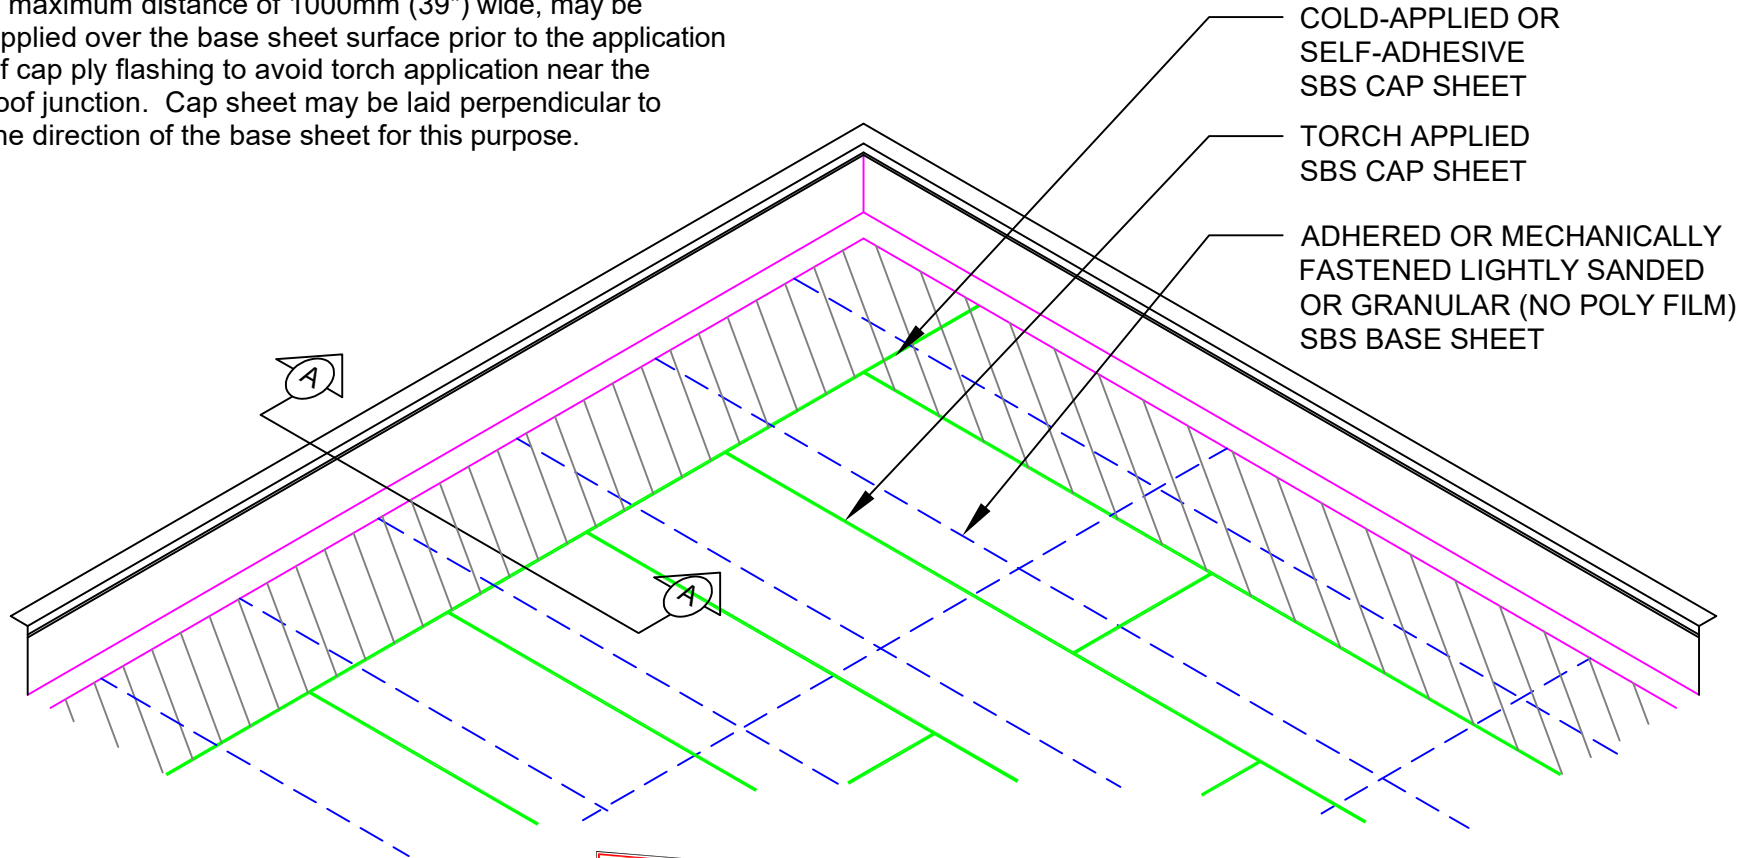 maximum distance of 1000mm (39") wide, may be
pplied over the base sheet surface prior to the application
f cap ply flashing to avoid torch application near the
oof junction. Cap sheet may be laid perpendicular to
he direction of the base sheet for this purpose.
COLD-APPLIED OR
SELF-ADHESIVE
SBS CAP SHEET
TORCH APPLIED
SBS CAP SHEET
ADHERED OR MECHANICALLY
FASTENED LIGHTLY SANDED
OR GRANULAR (NO POLY FILM)
SBS BASE SHEET
A
A